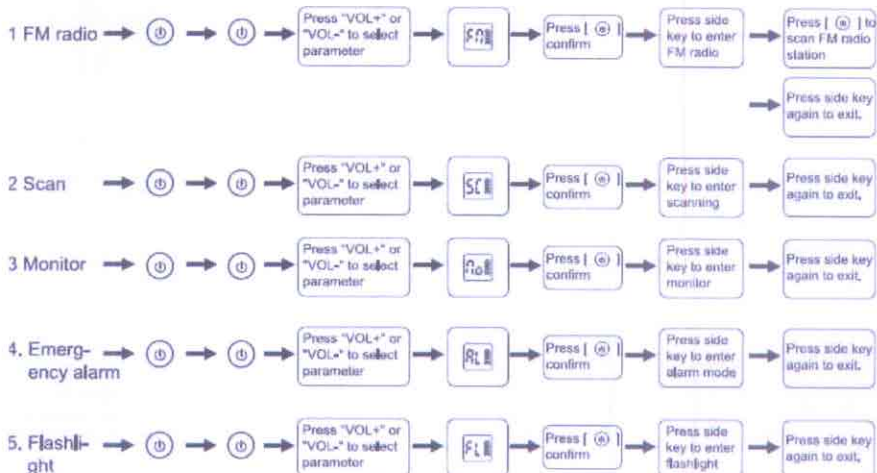 1 FM radio
Press "VOL+" or
"VOL-" to select
parameter
FM
Press [ ]
confirm
Press side
key to enter
FM radio
Press [ ] to
scan FM radio
station
Press side key
again to exit.
2 Scan
Press "VOL+" or
"VOL-" to select
parameter
SC
Press [ ]
confirm
Press side
key to enter
scanning
Press side key
again to exit.
3 Monitor
Press "VOL+" or
"VOL-" to select
parameter
Mo
Press [ ]
confirm
Press side
key to enter
monitor
Press side key
again to exit.
4. Emerg-
ency alarm
Press "VOL+" or
"VOL-" to select
parameter
AL
Press [ ]
confirm
Press side
key to enter
alarm mode
Press side key
again to exit.
5. Flashli-
ght
Press "VOL+" or
"VOL-" to select
parameter
FL
Press [ ]
confirm
Press side
key to enter
flashlight
Press side key
again to exit.